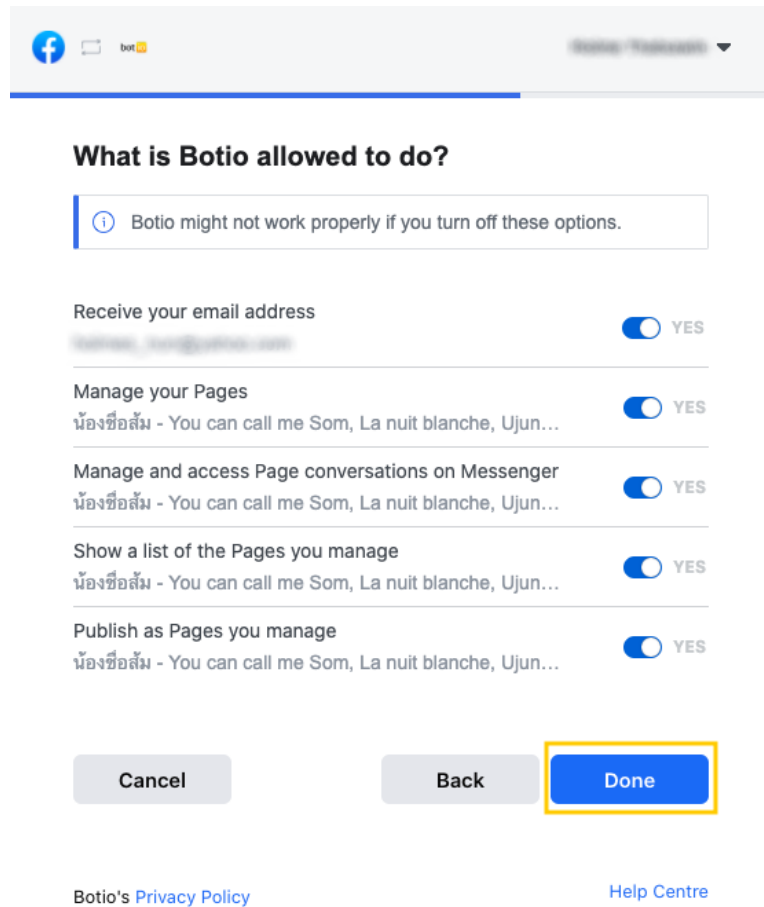 botio
What is Botio allowed to do?
Botio might not work properly if you turn off these options.
Receive your email address
YES
Manage your Pages
น้องชื่อส้ม - You can call me Som, La nuit blanche, Ujun...
YES
Manage and access Page conversations on Messenger
น้องชื่อส้ม - You can call me Som, La nuit blanche, Ujun...
YES
Show a list of the Pages you manage
น้องชื่อส้ม - You can call me Som, La nuit blanche, Ujun...
YES
Publish as Pages you manage
น้องชื่อส้ม - You can call me Som, La nuit blanche, Ujun...
YES
Cancel
Back
Done
Botio's Privacy Policy
Help Centre